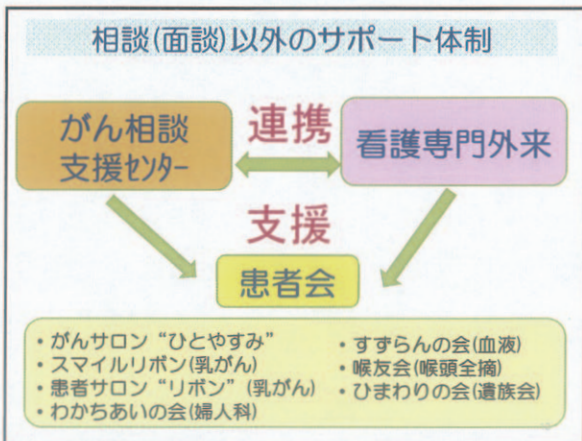 相談(面談)以外のサポート体制
がん相談
支援センター
連携
看護専門外来
支援
患者会
・がんサロン“ひとやすみ”
・スマイルリボン(乳がん)
・患者サロン“リボン”(乳がん)
・わかちあいの会(婦人科)
・すずらんの会(血液)
・喉友会(喉頭全摘)
・ひまわりの会(遺族会)